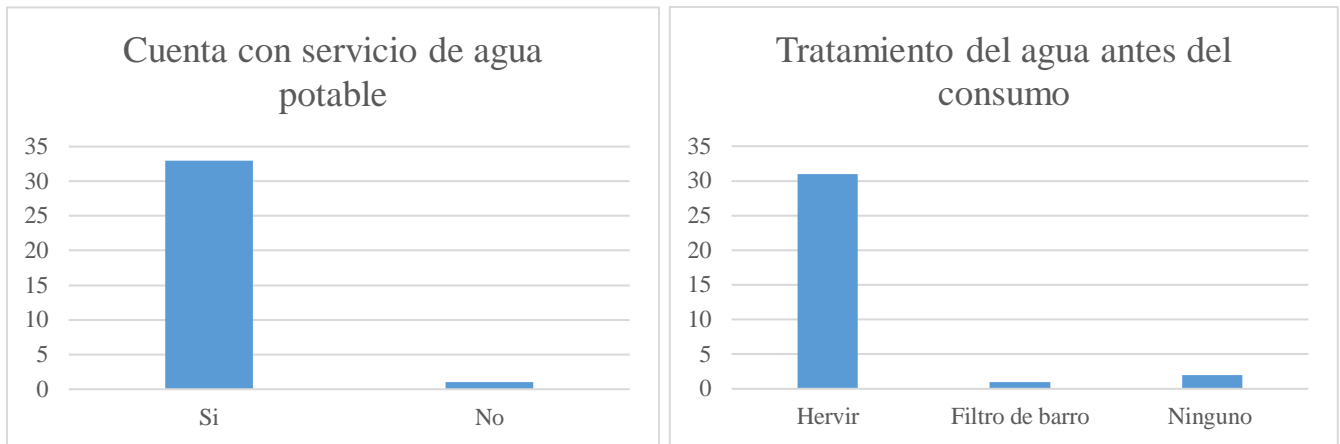 Cuenta con servicio de agua
potable
35
30
25
20
15
10
5
0
Si No
Tratamiento del agua antes del
consumo
35
30
25
20
15
10
5
0
Hervir Filtro de barro Ninguno